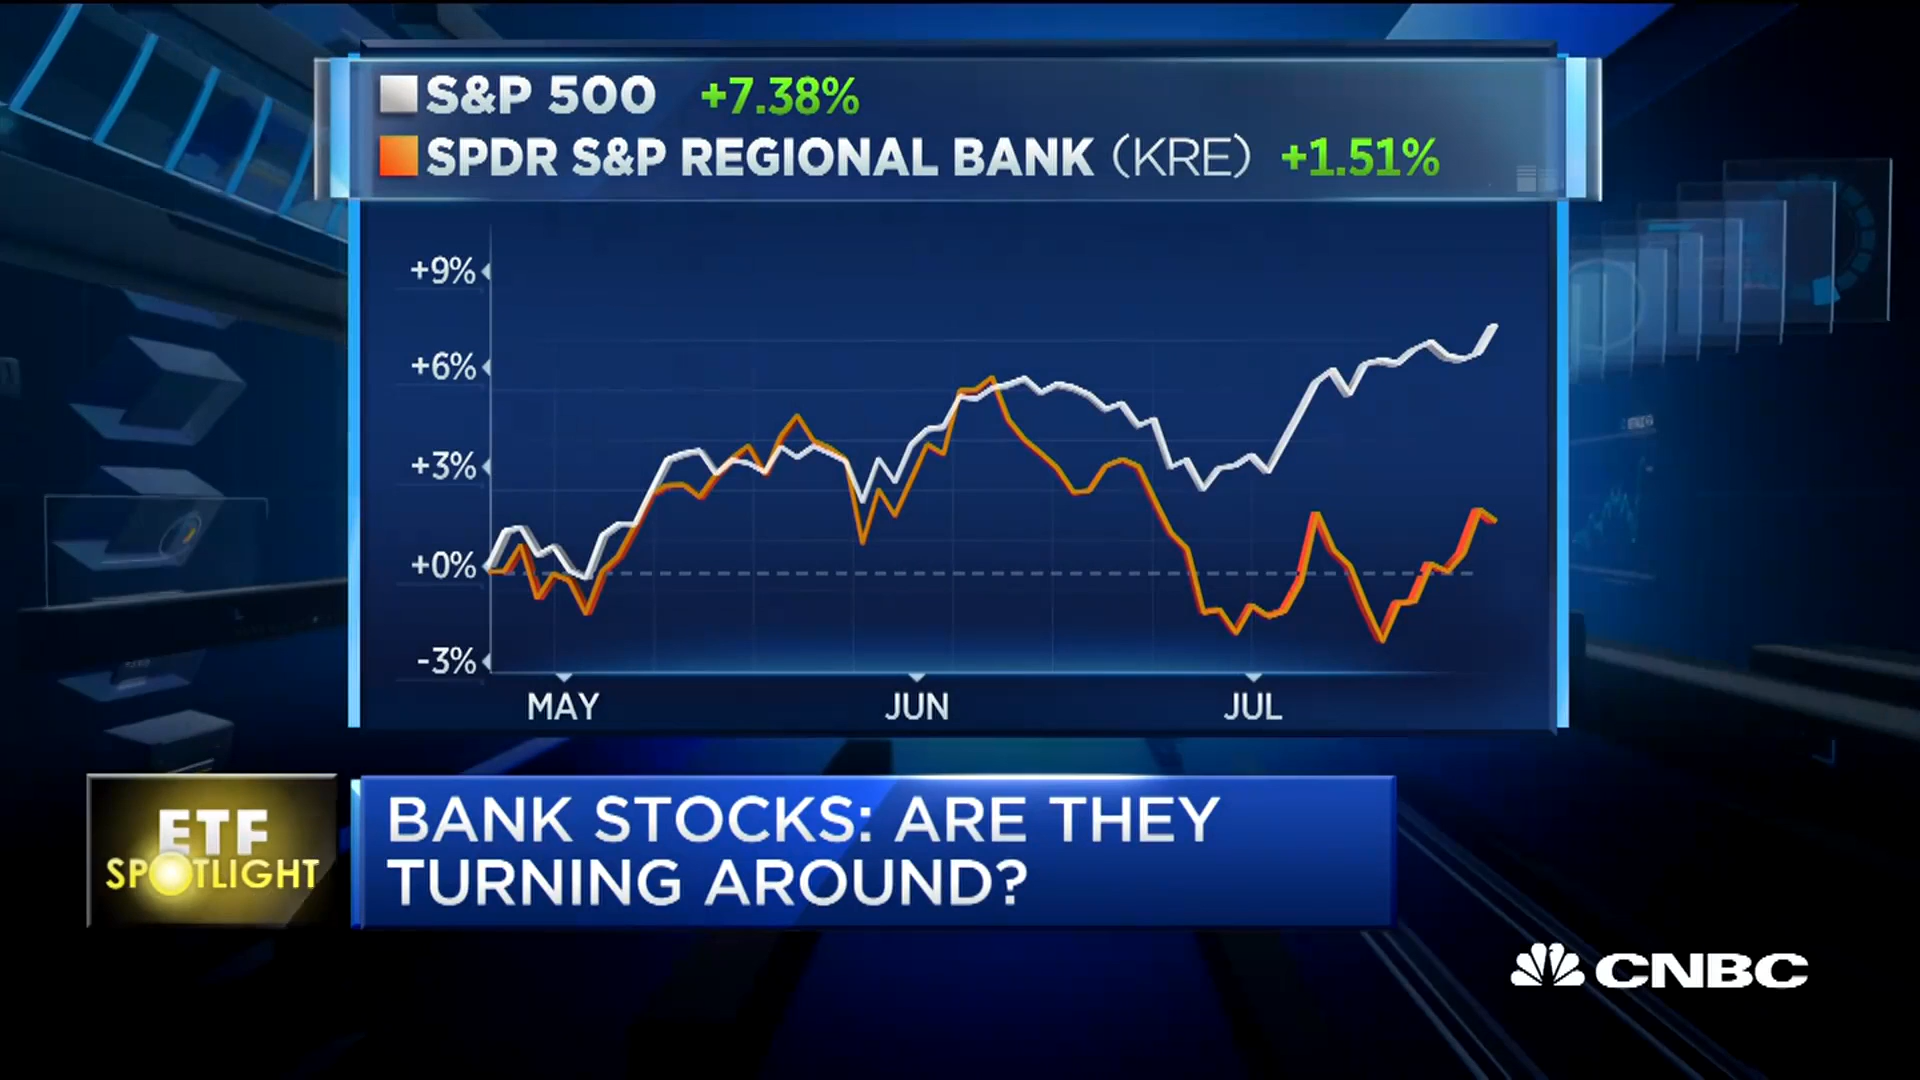 S&P 500 +7.38%
SPDR S&P REGIONAL BANK (KRE) +1.51%
+9%
+6%
+3%
+0%
-3%
MAY JUN JUL
ETF
SPOTLIGHT
BANK STOCKS: ARE THEY
TURNING AROUND?
CNBC